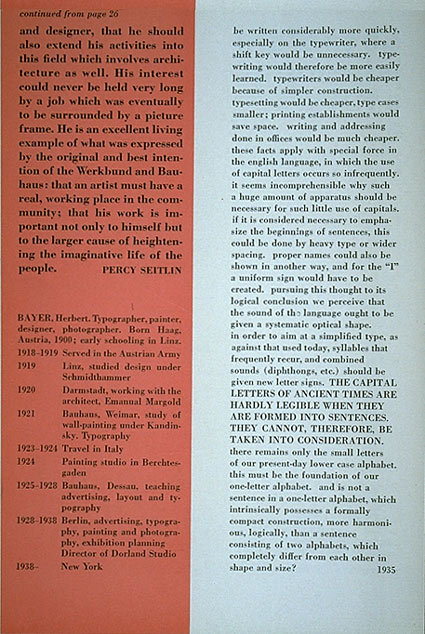 continued from page 26
and designer, that he should
also extend his activities into
this field which involves archi-
tecture as well. His interest
could never be held very long
by a job which was eventually
to be surrounded by a picture
frame. He is an excellent living
example of what was expressed
by the original and best inten-
tion of the Werkbund and Bau-
haus: that an artist must have a
real, working place in the com-
munity; that his work is im-
portant not only to himself but
to the larger cause of heighten-
ing the imaginative life of the
people. PERCY SEITLIN
BAYER, Herbert. Typographer, painter,
designer, photographer. Born Haag,
Austria, 1900; early schooling in Linz.
1918–1919 Served in the Austrian Army
1919 Linz, studied design under
Schmidthammer
1920 Darmstadt, working with the
architect, Emanual Margold
1921 Bauhaus, Weimar, study of
wall-painting under Kandin-
sky. Typography
1923–1924 Travel in Italy
1924 Painting studio in Berchtes-
gaden
1925–1928 Bauhaus, Dessau, teaching
advertising, layout and ty-
pography
1928–1938 Berlin, advertising, typogra-
phy, painting and photogra-
phy, exhibition planning
Director of Dorland Studio
1938– New York
be written considerably more quickly,
especially on the typewriter, where a
shift key would be unnecessary. type-
writing would therefore be more easily
learned. typewriters would be cheaper
because of simpler construction.
typesetting would be cheaper, type cases
smaller; printing establishments would
save space. writing and addressing
done in offices would be much cheaper.
these facts apply with special force in
the english language, in which the use
of capital letters occurs so infrequently.
it seems incomprehensible why such
a huge amount of apparatus should be
necessary for such little use of capitals.
if it is considered necessary to empha-
size the beginnings of sentences, this
could be done by heavy type or wider
spacing. proper names could also be
shown in another way, and for the “I”
a uniform sign would have to be
created. pursuing this thought to its
logical conclusion we perceive that
the sound of the language ought to be
given a systematic optical shape.
in order to aim at a simplified type, as
against that used today, syllables that
frequently recur, and combined
sounds (diphthongs, etc.) should be
given new letter signs. THE CAPITAL
LETTERS OF ANCIENT TIMES ARE
HARDLY LEGIBLE WHEN THEY
ARE FORMED INTO SENTENCES.
THEY CANNOT, THEREFORE, BE
TAKEN INTO CONSIDERATION.
there remains only the small letters
of our present-day lower case alphabet.
this must be the foundation of our
one-letter alphabet. and is not a
sentence in a one-letter alphabet, which
intrinsically possesses a formally
compact construction, more harmoni-
ous, logically, than a sentence
consisting of two alphabets, which
completely differ from each other in
shape and size? 1935